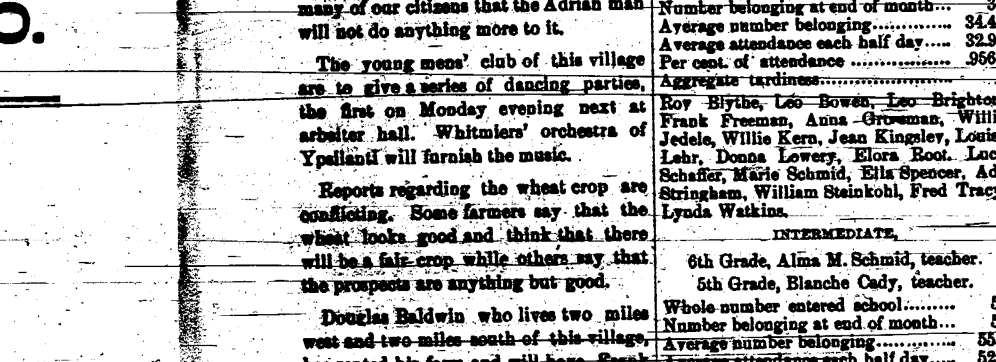 o.
many of our citizens that the Adrian man
will not do anything more to it.
The young mens' club of this village
are to give a series of dancing parties,
the first on Monday evening next at
arbeiter hall. Whitmiers' orchestra of
Ypsilanti will furnish the music.
Reports regarding the wheat crop are
conflicting. Some farmers say that the
wheat looks good and think that there
will be a fair crop while others say that
the prospects are anything but good.
Douglas Baldwin who lives two miles
west and two miles south of this village,
Number belonging at end of month...
Average number belonging............. 34.4
Average attendance each half day..... 32.9
Per cent. of attendance ................. .956
Aggregate tardiness
Roy Blythe, Leo Bowen, Leo Brighton
Frank Freeman, Anna Grosman, Willi
Jedele, Willie Kern, Jean Kingsley, Louis
Lehr, Donna Lowery, Elora Root. Luc
Schaffer, Marie Schmid, Ella Spencer, Ad
Stringham, William Steinkohl, Fred Tracy
Lynda Watkins.
INTERMEDIATE,
6th Grade, Alma M. Schmid, teacher.
5th Grade, Blanche Cady, teacher.
Whole number entered school......... 5
Number belonging at end of month... 5
Average number belonging............ 55
Average attendance each half day.... 52